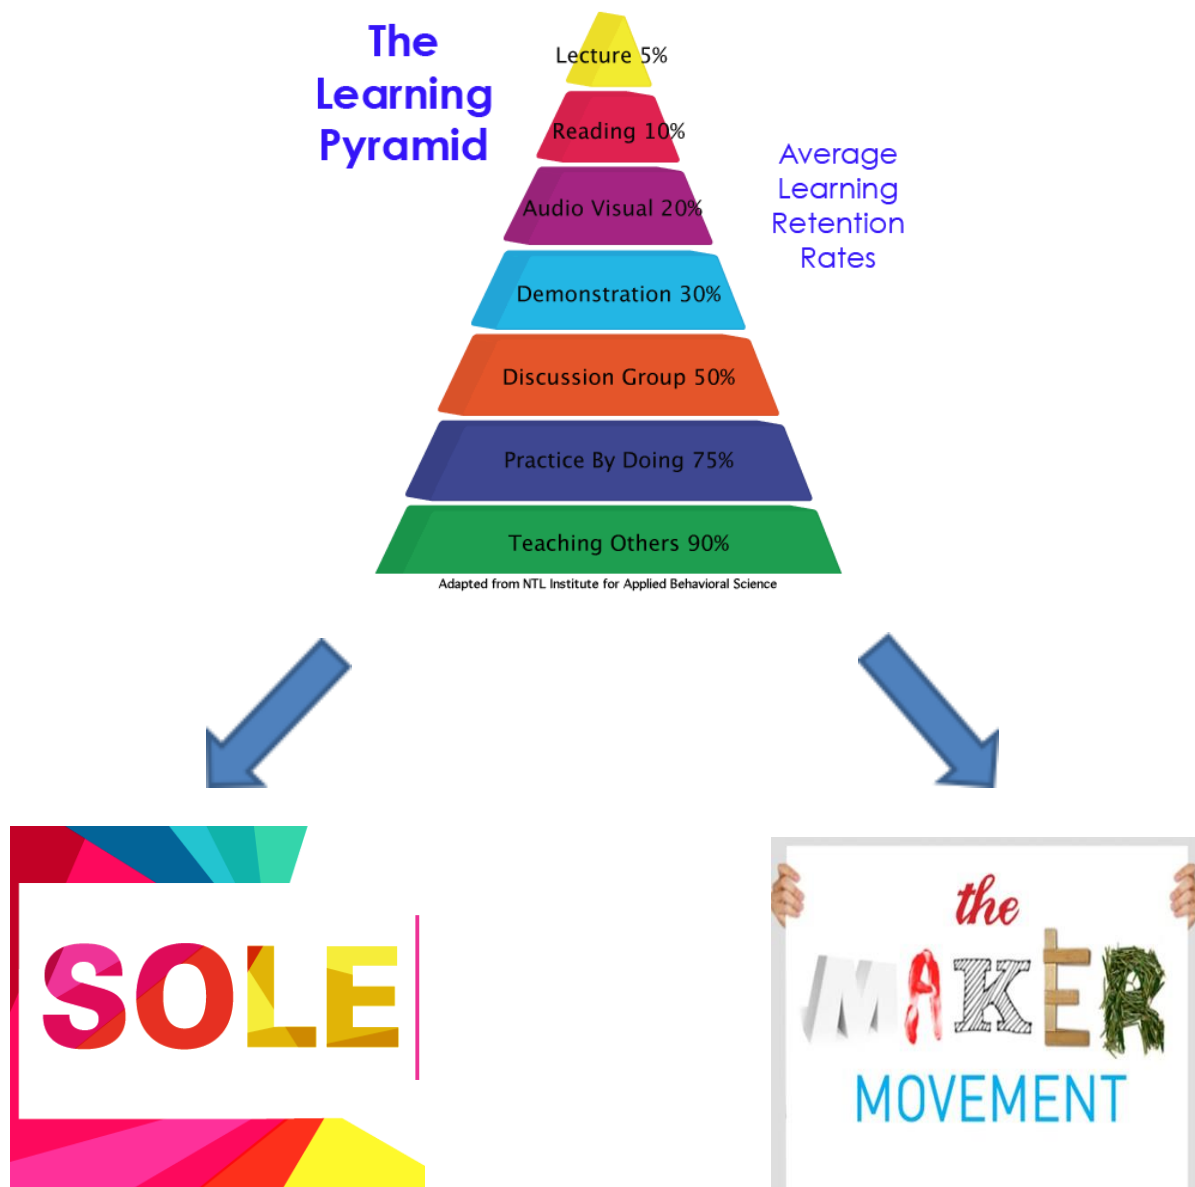 The
Learning
Pyramid
Average
Learning
Retention
Rates
Lecture 5%
Reading 10%
Audio Visual 20%
Demonstration 30%
Discussion Group 50%
Practice By Doing 75%
Teaching Others 90%
Adapted from NTL Institute for Applied Behavioral Science
SOLE
the
MAKER
MOVEMENT